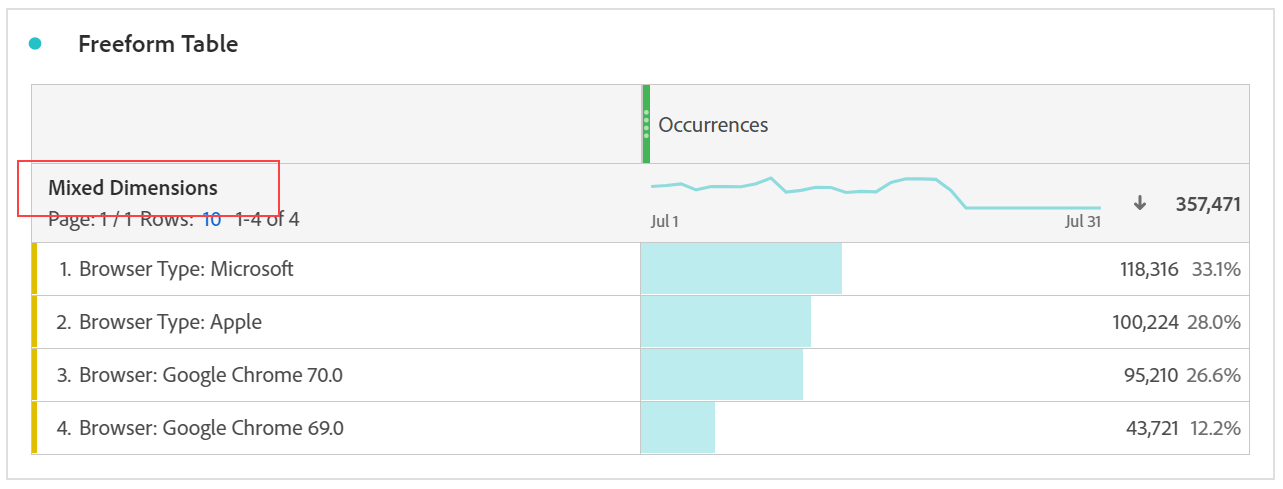 Freeform Table
Occurrences
Mixed Dimensions
Page: 1 / 1 Rows: 10 1-4 of 4
Jul 1
Jul 31
357,471
1. Browser Type: Microsoft 118,316 33.1%
2. Browser Type: Apple 100,224 28.0%
3. Browser: Google Chrome 70.0 95,210 26.6%
4. Browser: Google Chrome 69.0 43,721 12.2%